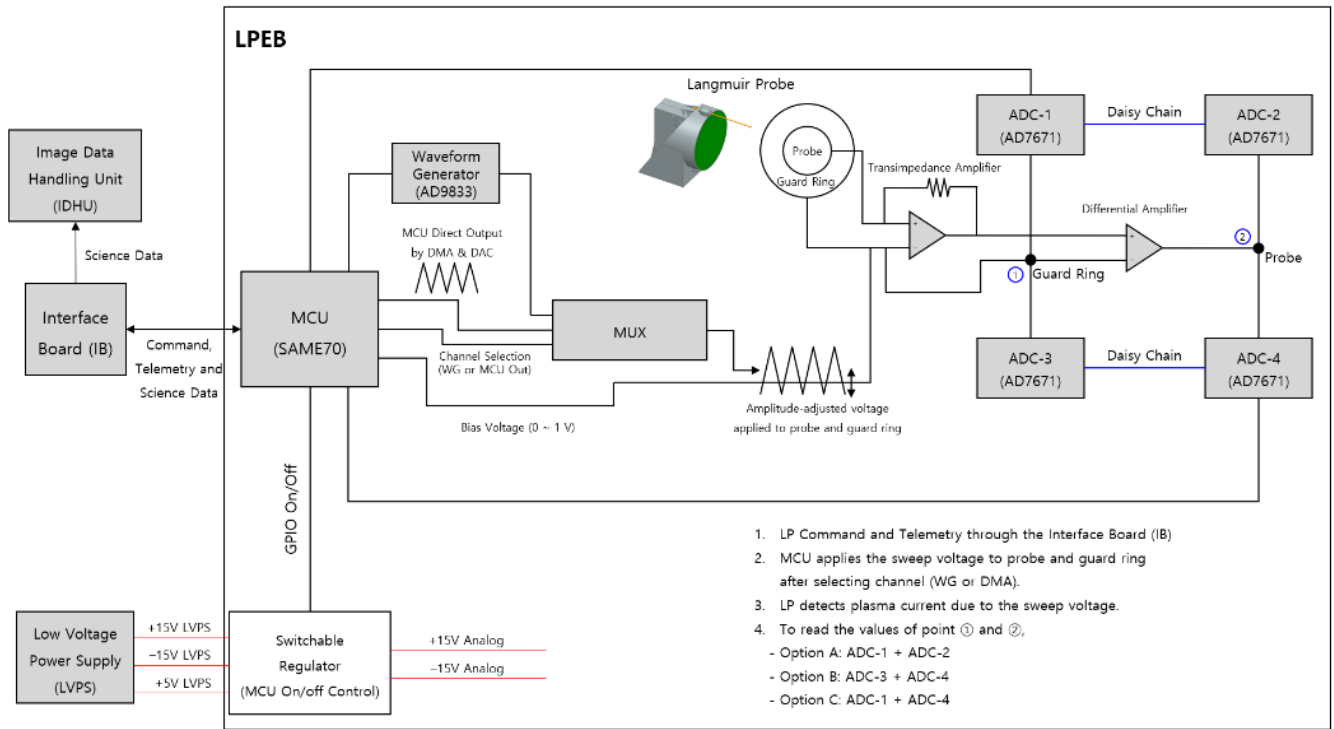 LPEB
Langmuir Probe
Image Data
Handling Unit
(IDHU)
Science Data
Interface
Board (IB)
Command,
Telemetry and
Science Data
MCU
(SAME70)
Waveform
Generator
(AD9833)
MCU Direct Output
by DMA & DAC
MUX
Channel Selection
(WG or MCU Out)
Bias Voltage (0 ~ 1 V)
Amplitude-adjusted voltage
applied to probe and guard ring
Probe
Guard Ring
Transimpedance Amplifier
+
−
Differential Amplifier
+
−
ADC-1
(AD7671)
Daisy Chain
ADC-2
(AD7671)
①
Guard Ring
②
Probe
ADC-3
(AD7671)
Daisy Chain
ADC-4
(AD7671)
GPIO On/Off
Low Voltage
Power Supply
(LVPS)
+15V LVPS
−15V LVPS
+5V LVPS
Switchable
Regulator
(MCU On/off Control)
+15V Analog
−15V Analog
1. LP Command and Telemetry through the Interface Board (IB)
2. MCU applies the sweep voltage to probe and guard ring
after selecting channel (WG or DMA).
3. LP detects plasma current due to the sweep voltage.
4. To read the values of point ① and ②,
- Option A: ADC-1 + ADC-2
- Option B: ADC-3 + ADC-4
- Option C: ADC-1 + ADC-4